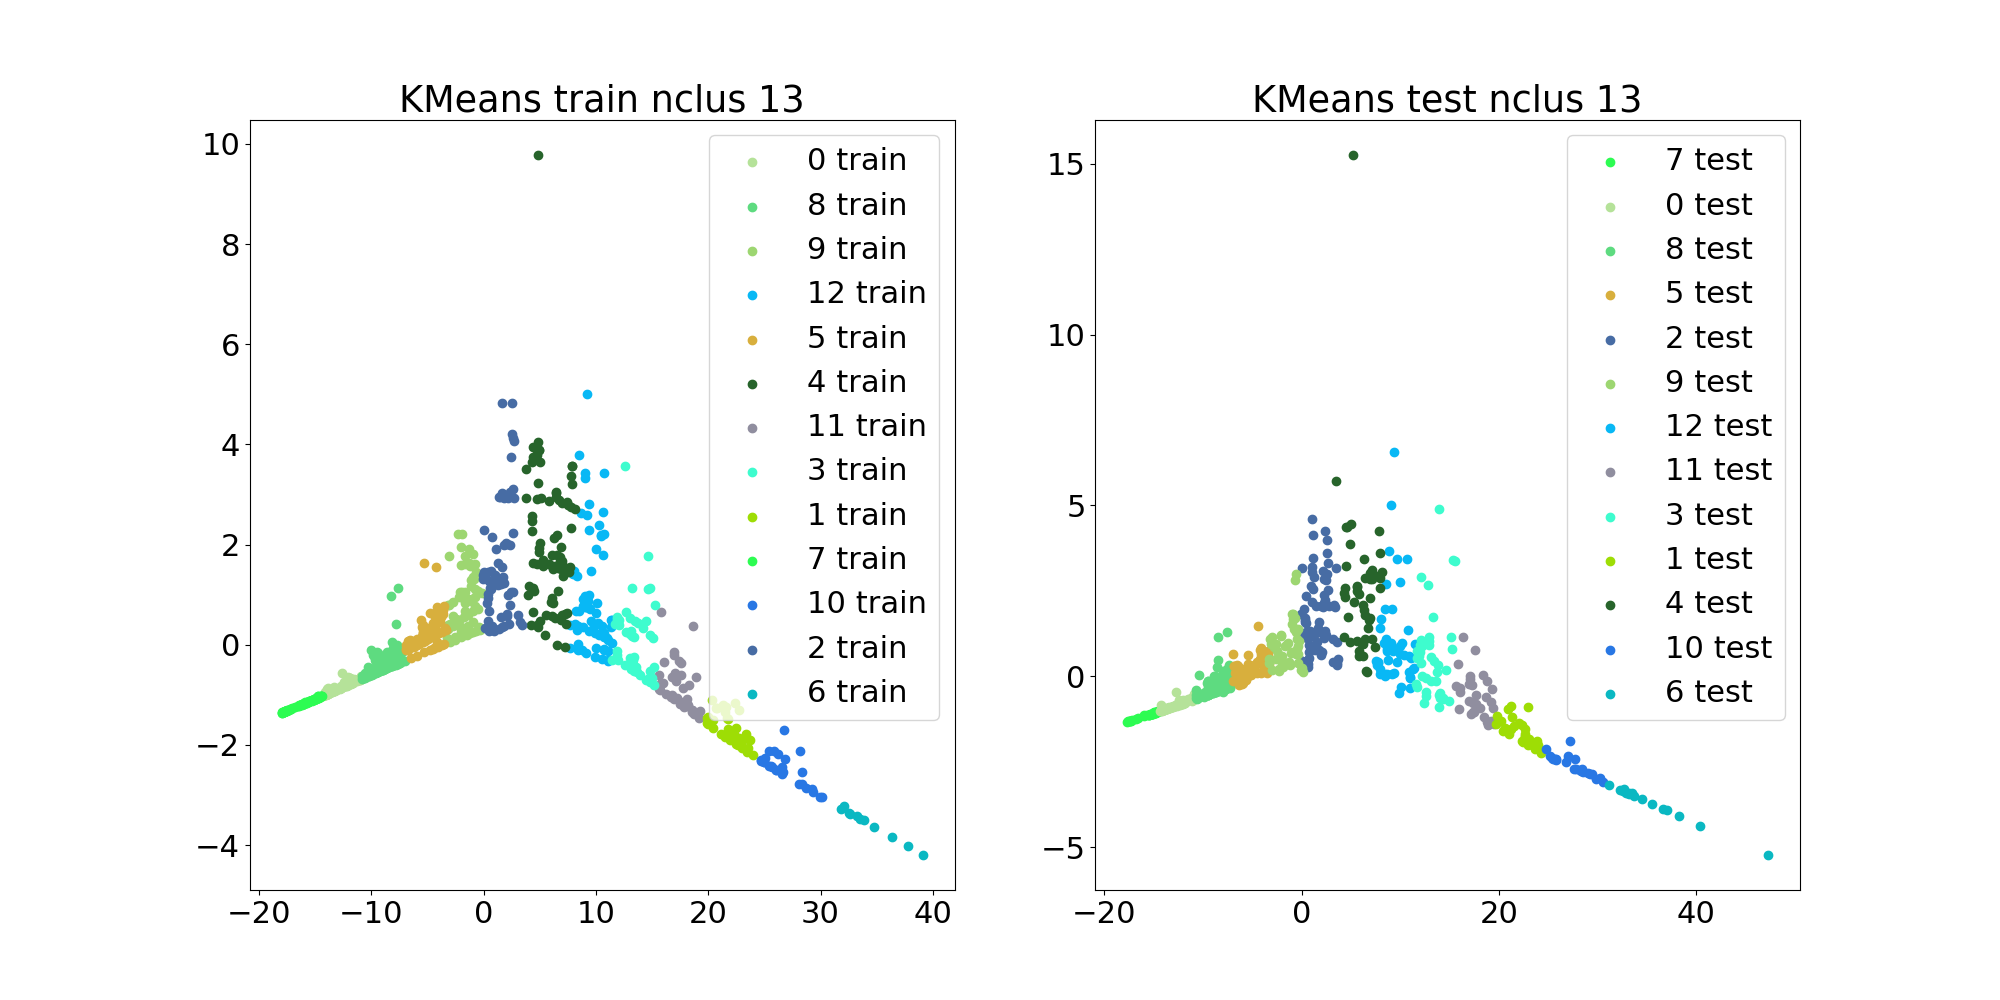 KMeans train nclus 13
10
8
6
4
2
0
−2
−4
−20
−10
0
10
20
30
40
0 train
8 train
9 train
12 train
5 train
4 train
11 train
3 train
1 train
7 train
10 train
2 train
6 train
KMeans test nclus 13
15
10
5
0
−5
−20
0
20
40
7 test
0 test
8 test
5 test
2 test
9 test
12 test
11 test
3 test
1 test
4 test
10 test
6 test